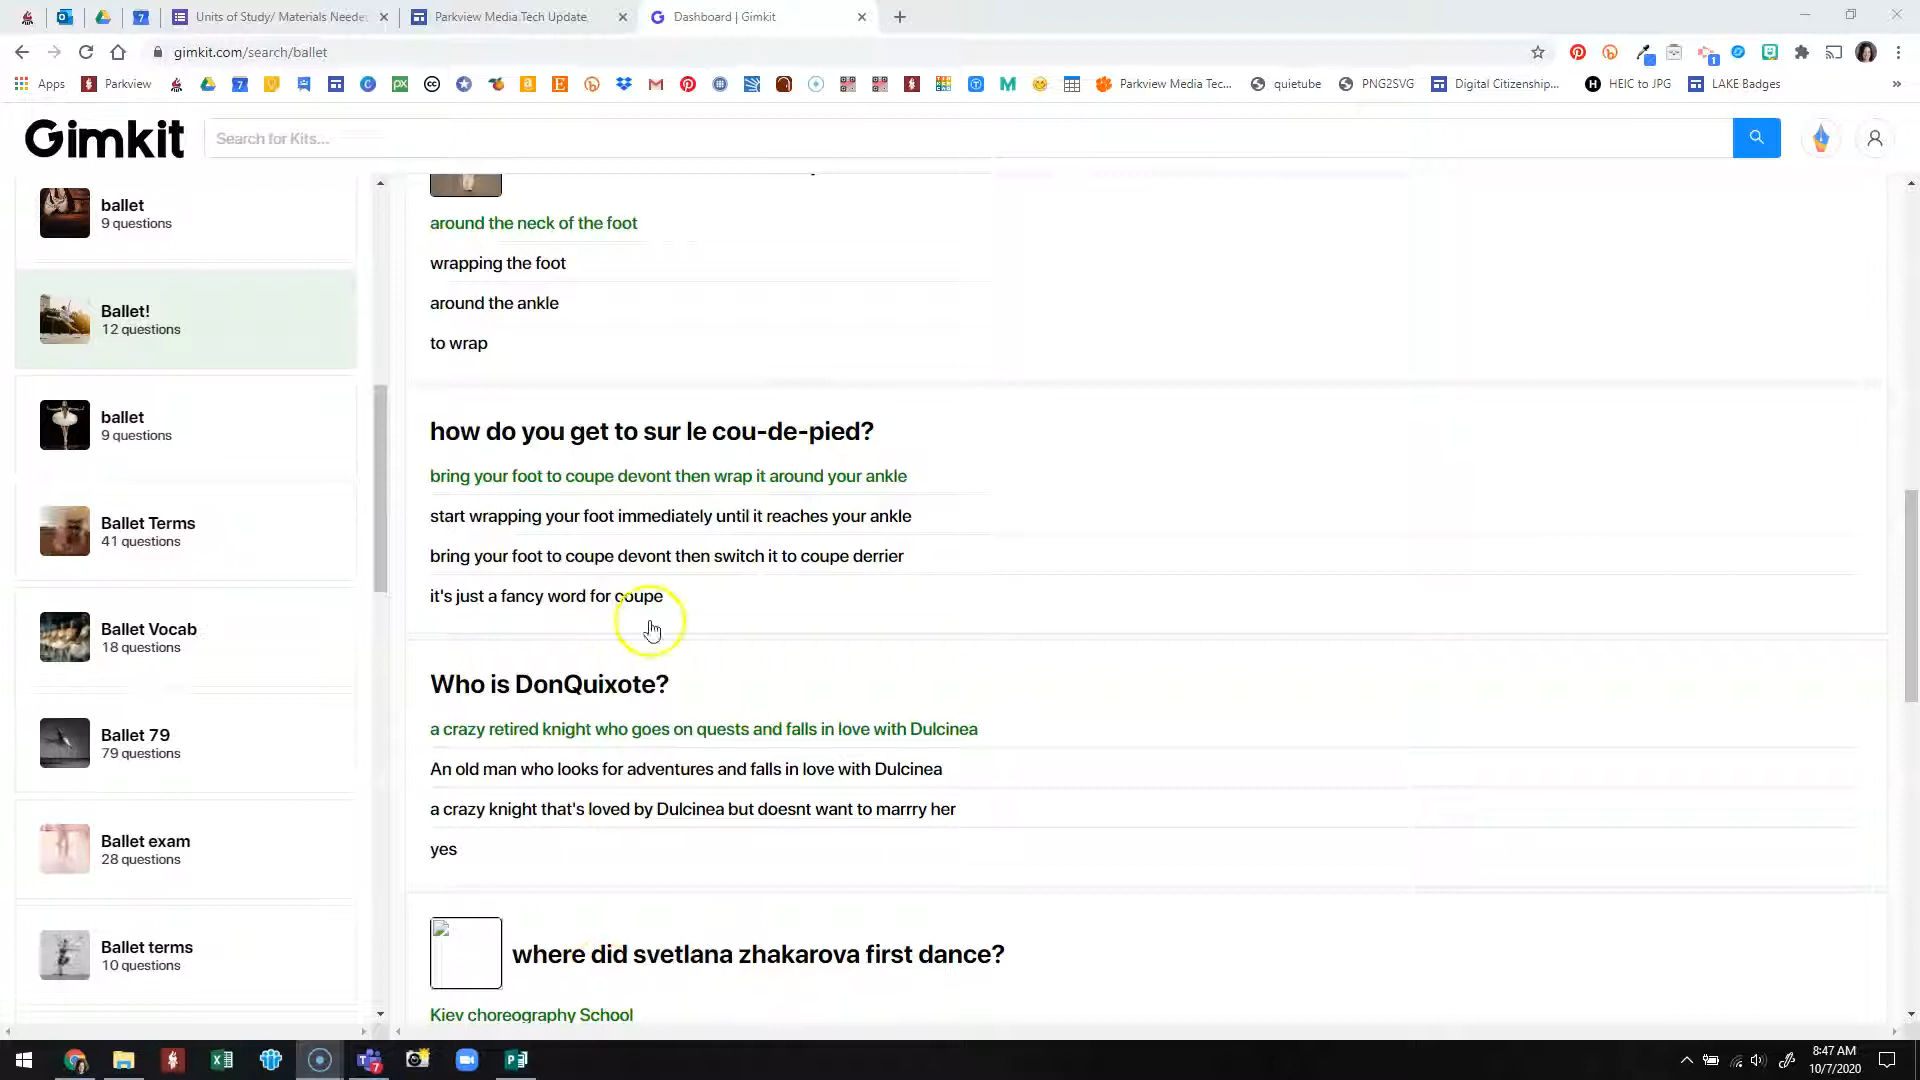 Units of Study/ Materials Neede
Parkview Media Tech Update
Dashboard | Gimkit
gimkit.com/search/ballet
Apps
Parkview
Parkview Media Tec...
quietube
PNG2SVG
Digital Citizenship...
HEIC to JPG
LAKE Badges
Gimkit
Search for Kits...
ballet
9 questions
Ballet!
12 questions
ballet
9 questions
Ballet Terms
41 questions
Ballet Vocab
18 questions
Ballet 79
79 questions
Ballet exam
28 questions
Ballet terms
10 questions
around the neck of the foot
wrapping the foot
around the ankle
to wrap
how do you get to sur le cou-de-pied?
bring your foot to coupe devont then wrap it around your ankle
start wrapping your foot immediately until it reaches your ankle
bring your foot to coupe devont then switch it to coupe derrier
it's just a fancy word for coupe
Who is DonQuixote?
a crazy retired knight who goes on quests and falls in love with Dulcinea
An old man who looks for adventures and falls in love with Dulcinea
a crazy knight that's loved by Dulcinea but doesnt want to marrry her
yes
where did svetlana zhakarova first dance?
Kiev choreography School
8:47 AM
10/7/2020